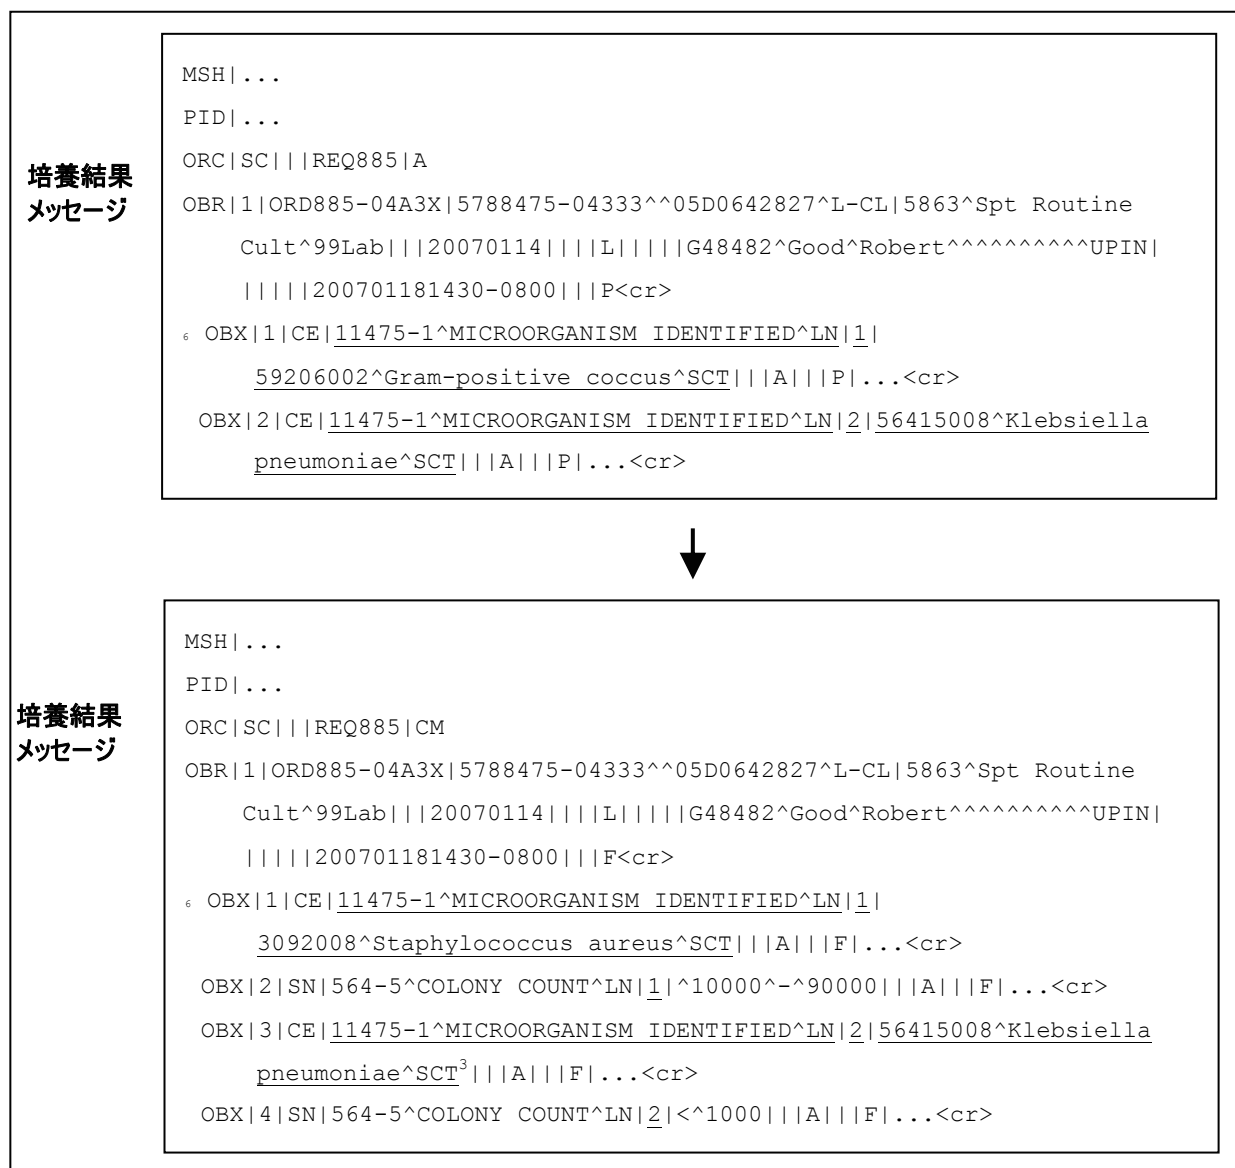 培養結果
メッセージ
MSH|...
PID|...
ORC|SC|||REQ885|A
OBR|1|ORD885-04A3X|5788475-04333^^05D0642827^L-CL|5863^Spt Routine
Cult^99Lab|||20070114||||L|||||G48482^Good^Robert^^^^^^^^^^UPIN|
|||||200701181430-0800|||P<cr>
6 OBX|1|CE|11475-1^MICROORGANISM IDENTIFIED^LN|1|
59206002^Gram-positive coccus^SCT|||A|||P|...<cr>
OBX|2|CE|11475-1^MICROORGANISM IDENTIFIED^LN|2|56415008^Klebsiella
pneumoniae^SCT|||A|||P|...<cr>
培養結果
メッセージ
MSH|...
PID|...
ORC|SC|||REQ885|CM
OBR|1|ORD885-04A3X|5788475-04333^^05D0642827^L-CL|5863^Spt Routine
Cult^99Lab|||20070114||||L|||||G48482^Good^Robert^^^^^^^^^^UPIN|
|||||200701181430-0800|||F<cr>
6 OBX|1|CE|11475-1^MICROORGANISM IDENTIFIED^LN|1|
3092008^Staphylococcus aureus^SCT|||A|||F|...<cr>
OBX|2|SN|564-5^COLONY COUNT^LN|1|^10000^-^90000|||A|||F|...<cr>
OBX|3|CE|11475-1^MICROORGANISM IDENTIFIED^LN|2|56415008^Klebsiella
pneumoniae^SCT³|||A|||F|...<cr>
OBX|4|SN|564-5^COLONY COUNT^LN|2|<^1000|||A|||F|...<cr>